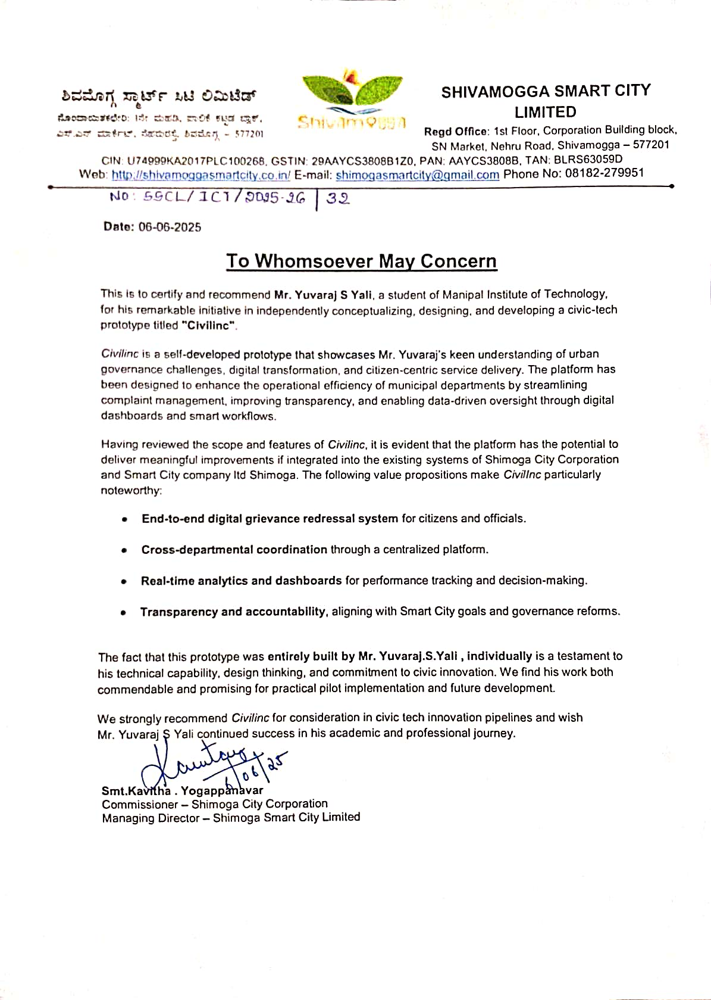 ಶಿವಮೊಗ್ಗ ಸ್ಮಾರ್ಟ್ ಸಿಟಿ ಲಿಮಿಟೆಡ್
ಶಿವಮೊಗ್ಗ – 577201
Shivamogga
SHIVAMOGGA SMART CITY
LIMITED
Regd Office: 1st Floor, Corporation Building block,
SN Market, Nehru Road, Shivamogga – 577201
CIN: U74999KA2017PLC100268, GSTIN: 29AAYCS3808B1Z0, PAN: AAYCS3808B, TAN: BLRS63059D
Web: http://shivamoggasmartcity.co.in/ E-mail: shimogasmartcity@gmail.com Phone No: 08182-279951
No: SSCL/ICT/2025-26 | 32
Date: 06-06-2025
To Whomsoever May Concern
This is to certify and recommend Mr. Yuvaraj S Yali, a student of Manipal Institute of Technology,
for his remarkable initiative in independently conceptualizing, designing, and developing a civic-tech
prototype titled "Civilinc".
Civilinc is a self-developed prototype that showcases Mr. Yuvaraj's keen understanding of urban
governance challenges, digital transformation, and citizen-centric service delivery. The platform has
been designed to enhance the operational efficiency of municipal departments by streamlining
complaint management, improving transparency, and enabling data-driven oversight through digital
dashboards and smart workflows.
Having reviewed the scope and features of Civilinc, it is evident that the platform has the potential to
deliver meaningful improvements if integrated into the existing systems of Shimoga City Corporation
and Smart City company ltd Shimoga. The following value propositions make CivilInc particularly
noteworthy:
• End-to-end digital grievance redressal system for citizens and officials.
• Cross-departmental coordination through a centralized platform.
• Real-time analytics and dashboards for performance tracking and decision-making.
• Transparency and accountability, aligning with Smart City goals and governance reforms.
The fact that this prototype was entirely built by Mr. Yuvaraj.S.Yali , individually is a testament to
his technical capability, design thinking, and commitment to civic innovation. We find his work both
commendable and promising for practical pilot implementation and future development.
We strongly recommend Civilinc for consideration in civic tech innovation pipelines and wish
Mr. Yuvaraj S Yali continued success in his academic and professional journey.
6/06/25
Smt.Kavitha . Yogappanavar
Commissioner – Shimoga City Corporation
Managing Director – Shimoga Smart City Limited